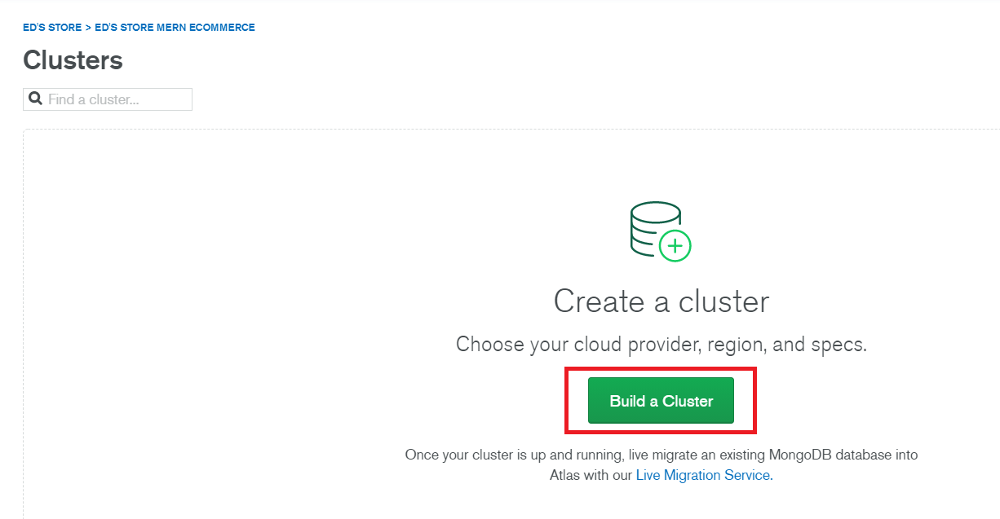 ED'S STORE > ED'S STORE MERN ECOMMERCE
Clusters
Find a cluster...
Create a cluster
Choose your cloud provider, region, and specs.
Build a Cluster
Once your cluster is up and running, live migrate an existing MongoDB database into
Atlas with our Live Migration Service.